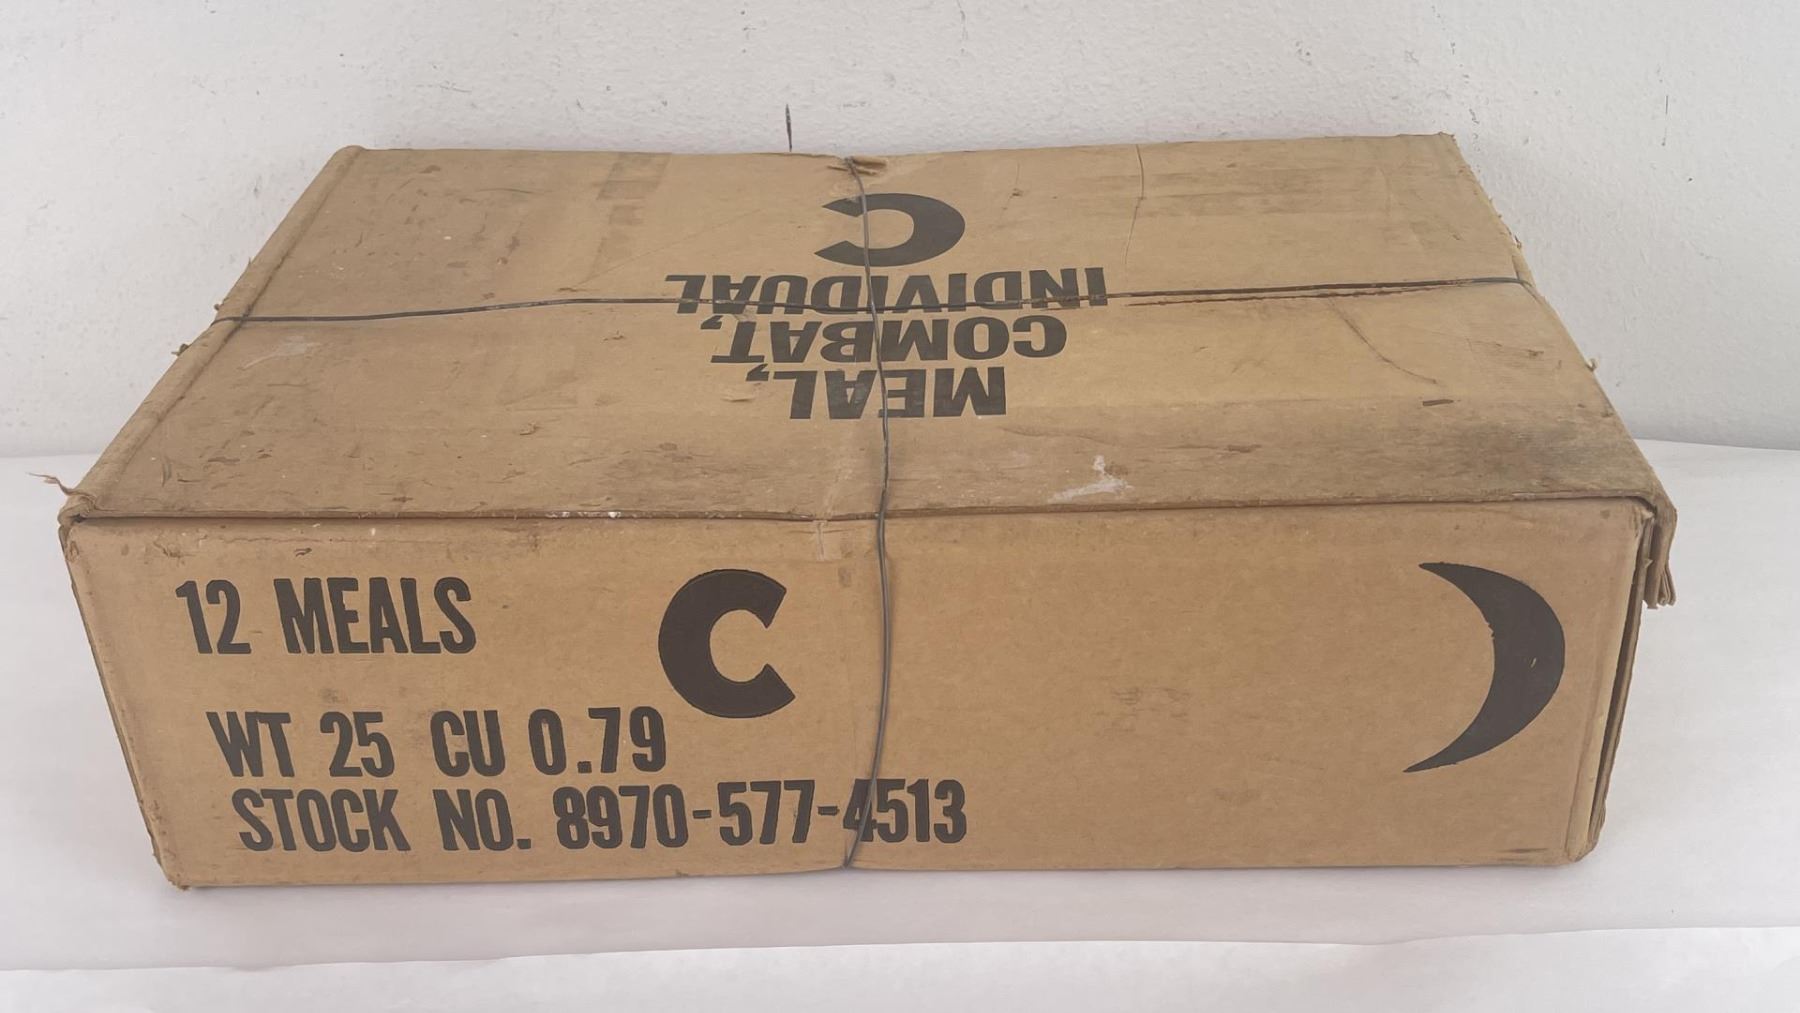 MEAL,
COMBAT,
INDIVIDUAL
C
12 MEALS
C
WT 25 CU 0.79
STOCK NO. 8970-577-4513